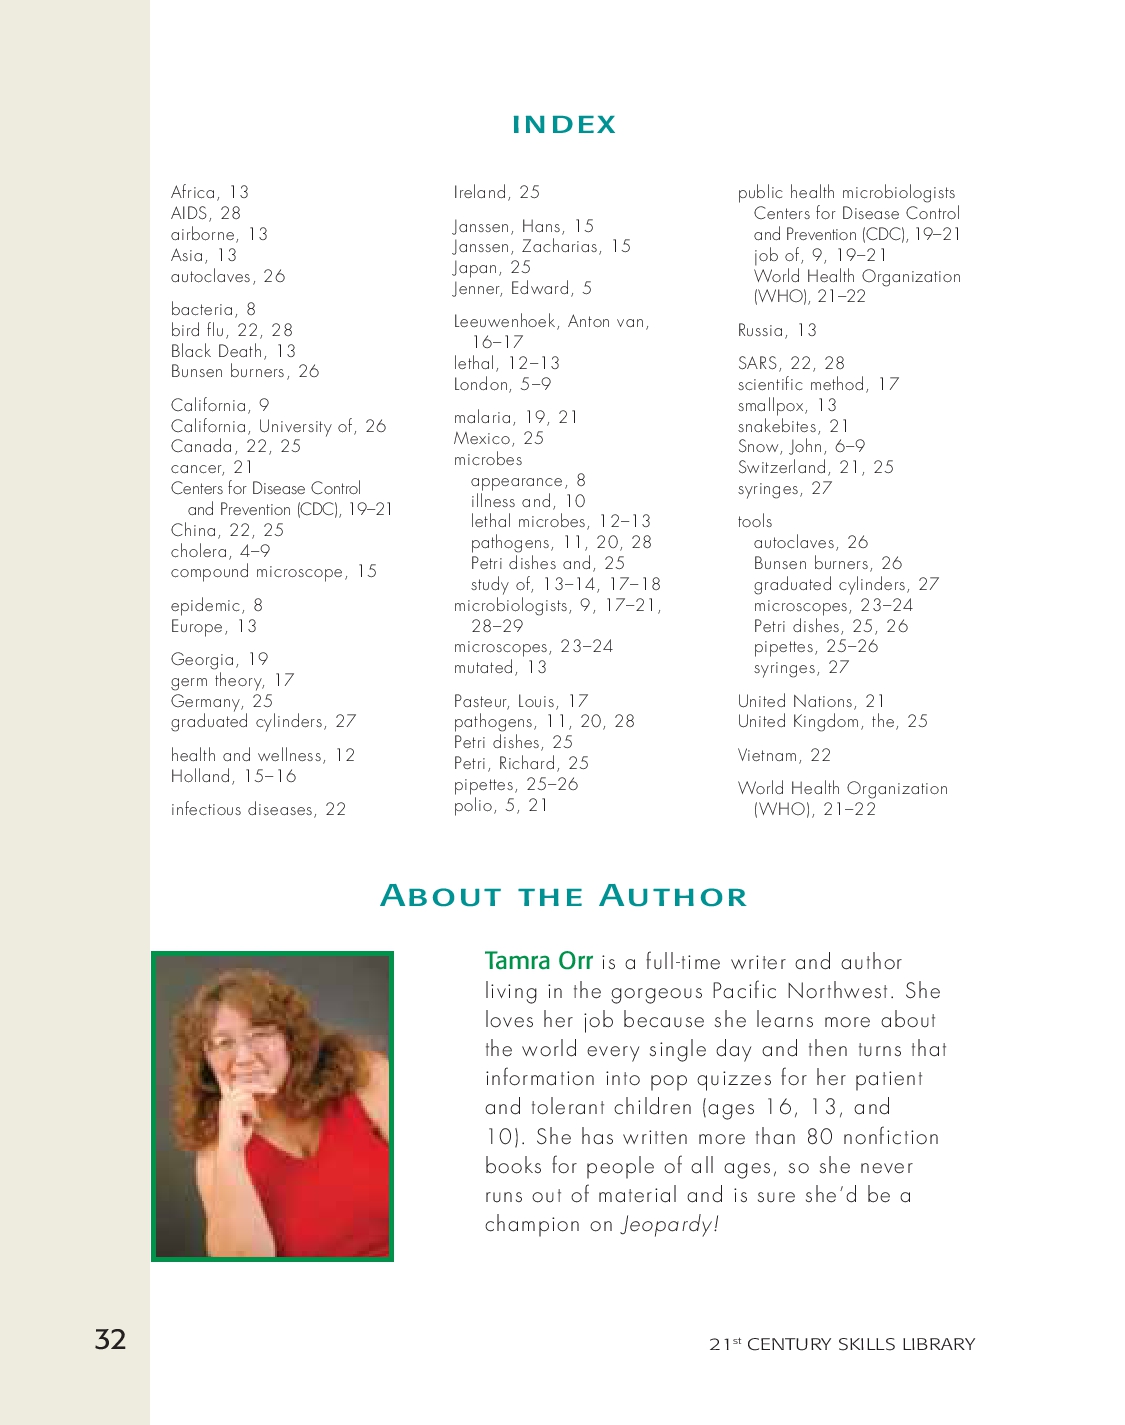 INDEX
Africa, 13
AIDS, 28
airborne, 13
Asia, 13
autoclaves, 26
bacteria, 8
bird flu, 22, 28
Black Death, 13
Bunsen burners, 26
California, 9
California, University of, 26
Canada, 22, 25
cancer, 21
Centers for Disease Control
and Prevention (CDC), 19–21
China, 22, 25
cholera, 4–9
compound microscope, 15
epidemic, 8
Europe, 13
Georgia, 19
germ theory, 17
Germany, 25
graduated cylinders, 27
health and wellness, 12
Holland, 15–16
infectious diseases, 22
Ireland, 25
Janssen, Hans, 15
Janssen, Zacharias, 15
Japan, 25
Jenner, Edward, 5
Leeuwenhoek, Anton van,
16–17
lethal, 12–13
London, 5–9
malaria, 19, 21
Mexico, 25
microbes
appearance, 8
illness and, 10
lethal microbes, 12–13
pathogens, 11, 20, 28
Petri dishes and, 25
study of, 13–14, 17–18
microbiologists, 9, 17–21,
28–29
microscopes, 23–24
mutated, 13
Pasteur, Louis, 17
pathogens, 11, 20, 28
Petri dishes, 25
Petri, Richard, 25
pipettes, 25–26
polio, 5, 21
public health microbiologists
Centers for Disease Control
and Prevention (CDC), 19–21
job of, 9, 19–21
World Health Organization
(WHO), 21–22
Russia, 13
SARS, 22, 28
scientific method, 17
smallpox, 13
snakebites, 21
Snow, John, 6–9
Switzerland, 21, 25
syringes, 27
tools
autoclaves, 26
Bunsen burners, 26
graduated cylinders, 27
microscopes, 23–24
Petri dishes, 25, 26
pipettes, 25–26
syringes, 27
United Nations, 21
United Kingdom, the, 25
Vietnam, 22
World Health Organization
(WHO), 21–22
ABOUT THE AUTHOR
Tamra Orr is a full-time writer and author
living in the gorgeous Pacific Northwest. She
loves her job because she learns more about
the world every single day and then turns that
information into pop quizzes for her patient
and tolerant children (ages 16, 13, and
10). She has written more than 80 nonfiction
books for people of all ages, so she never
runs out of material and is sure she’d be a
champion on Jeopardy!
32
21st CENTURY SKILLS LIBRARY